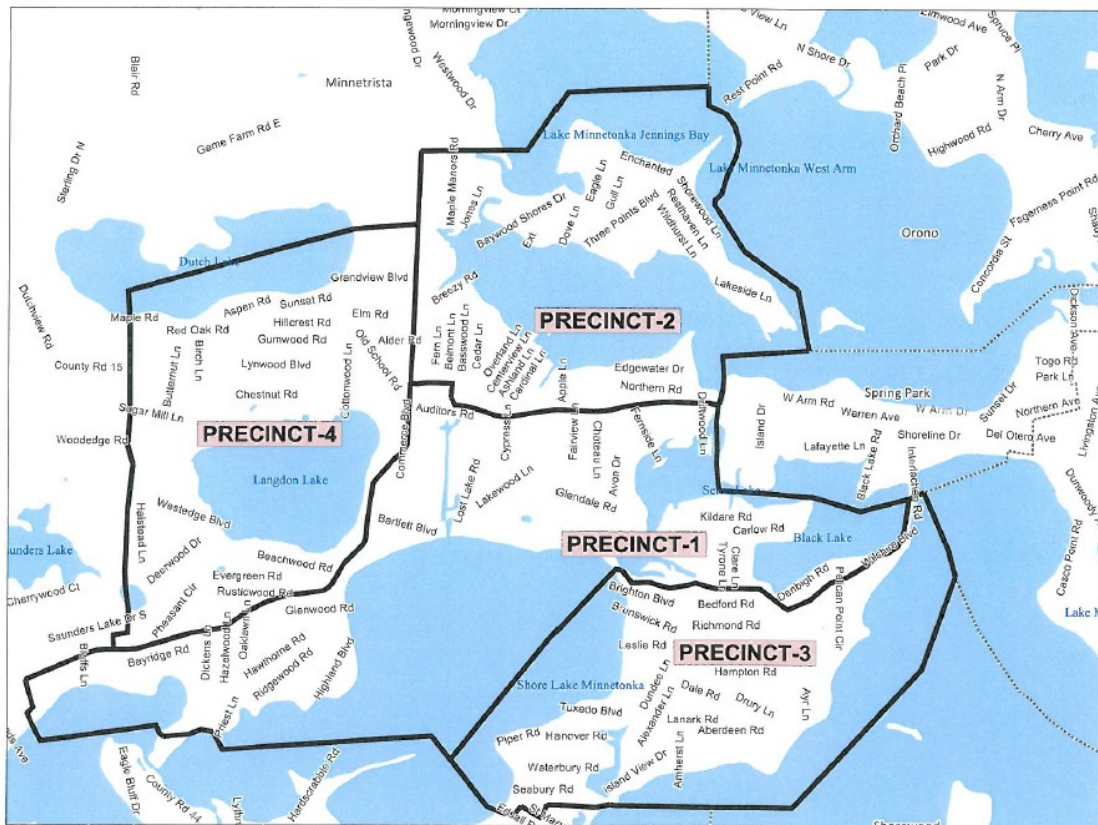 Morningview Ct
Morningview Dr
Westwood Dr
Minnetrista
Blair Rd
Game Farm Rd E
Sterling Dr N
Rest Point Rd
N Shore Dr
Elmwood Ave
Spruce Pl
Park Dr
Orchard Beach Pl
N Arm Dr
Highwood Rd
Cherry Ave
Lake Minnetonka Jennings Bay
Lake Minnetonka West Arm
Fagerness Point Rd
Orono
Concordia St
Maple Manors Rd
Jones Ln
Baywood Shores Dr
Ext
Dove Ln
Eagle Ln
Gull Ln
Enchanted
Three Points Blvd
Shorewood Ln
Resthaven Ln
Wildhurst Ln
Lakeside Ln
Dutch Lake
Grandview Blvd
Breezy Rd
Dutchview Rd
Maple Rd
Aspen Rd
Sunset Rd
Elm Rd
Red Oak Rd
Hillcrest Rd
Gumwood Rd
Old School Rd
Alder Rd
PRECINCT-2
Fern Ln
Belmont Ln
Basswood Ln
Cedar Ln
Overland Ln
Centerview Ln
Ashland Ln
Cardinal Ln
Apple Ln
Edgewater Dr
Northern Rd
Dickson Ave
Togo Rd
Park Ln
County Rd 15
Butternut Ln
Birch Ln
Lynwood Blvd
Cottonwood Ln
Chestnut Rd
Sugar Mill Ln
Woodedge Rd
PRECINCT-4
Commerce Blvd
Auditors Rd
Cypress Ln
Fairview Ln
Chateau Ln
Fernside Ln
Avon Dr
Driftwood Ln
Island Dr
W Arm Rd
Spring Park
Warren Ave
W Arm Dr
Sunset Dr
Northern Ave
Livingston Ave
Lafayette Ln
Black Lake Rd
Shoreline Dr
Del Otero Ave
Interlachen Rd
Langdon Lake
Lost Lake Rd
Lakewood Ln
Glendale Rd
Halstead Ln
Westedge Blvd
Bartlett Blvd
Kildare Rd
Carlow Rd
Black Lake
Wilshire Blvd
Casco Point Rd
PRECINCT-1
Deerwood Dr
Beachwood Rd
Cherrywood Ct
Evergreen Rd
Rusticwood Rd
Glenwood Rd
Tyrone Ln
Clare Ln
Denbigh Rd
Pelican Point Cir
Brighton Blvd
Bedford Rd
Brunswick Rd
Richmond Rd
Saunders Lake Dr S
Pheasant Cir
Bluffs Ln
Bayridge Rd
Dickens Ln
Hazelwood Ln
Oaklawn Ln
Hawthorne Rd
Ridgewood Rd
Highland Blvd
Priest Ln
Leslie Rd
PRECINCT-3
Hampton Rd
Shore Lake Minnetonka
Dundee Ln
Dale Rd
Drury Ln
Ayr Ln
Tuxedo Blvd
Alexander Ln
Lanark Rd
Aberdeen Rd
Piper Rd
Hanover Rd
Amherst Ln
Waterbury Rd
Island View Dr
Seabury Rd
Eagle Bluff Dr
County Rd 44
Hardscrabble Rd